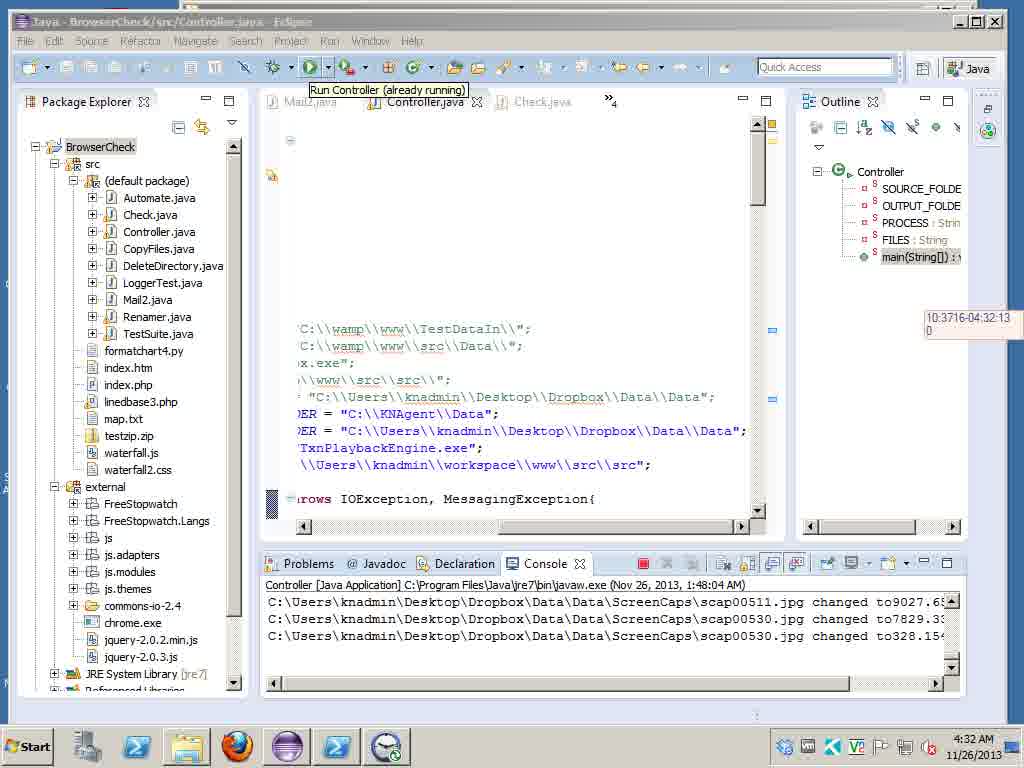 Java - BrowserCheck/src/Controller.java - Eclipse
File Edit Source Refactor Navigate Search Project Run Window Help
Quick Access
Java
Run Controller (already running)
Package Explorer
Mail2.java
Controller.java
Check.java
»4
Outline
BrowserCheck
src
(default package)
Automate.java
Check.java
Controller.java
CopyFiles.java
DeleteDirectory.java
LoggerTest.java
Mail2.java
Renamer.java
TestSuite.java
formatchart4.py
index.htm
index.php
linedbase3.php
map.txt
testzip.zip
waterfall.js
waterfall2.css
external
FreeStopwatch
FreeStopwatch.Langs
js
js.adapters
js.modules
js.themes
commons-io-2.4
chrome.exe
jquery-2.0.2.min.js
jquery-2.0.3.js
JRE System Library [jre7]
Referenced Libraries
'C:\\wamp\\www\\TestDataIn\\";
'C:\\wamp\\www\\src\\Data\\";
x.exe";
\\www\\src\\src\\";
= "C:\\Users\\knadmin\\Desktop\\Dropbox\\Data\\Data";
DER = "C:\\KNAgent\\Data";
DER = "C:\\Users\\knadmin\\Desktop\\Dropbox\\Data\\Data";
TxnPlaybackEngine.exe";
\\Users\\knadmin\\workspace\\www\\src\\src";
rows IOException, MessagingException{
Controller
SOURCE_FOLDE
OUTPUT_FOLDE
PROCESS : Strin
FILES : String
main(String[]) : v
10:3716-04:32:13
0
Problems
@ Javadoc
Declaration
Console
Controller [Java Application] C:\Program Files\Java\jre7\bin\javaw.exe (Nov 26, 2013, 1:48:04 AM)
C:\Users\knadmin\Desktop\Dropbox\Data\Data\ScreenCaps\scap00511.jpg changed to9027.65
C:\Users\knadmin\Desktop\Dropbox\Data\Data\ScreenCaps\scap00530.jpg changed to7829.33
C:\Users\knadmin\Desktop\Dropbox\Data\Data\ScreenCaps\scap00530.jpg changed to328.154
Start
4:32 AM
11/26/2013